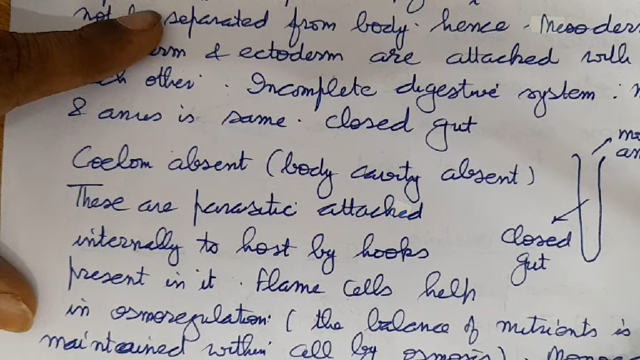 separated from body. hence. Mesoderm
& ectoderm are attached with
other. Incomplete digestive system:
& anus is same. closed gut
Coelom absent (body cavity absent)
These are parasitic attached
internally to host by hooks
closed
gut
present in it. Flame Cells help
in osmoregulation: ( the balance of nutrients is
maintained within cell by osmosis).